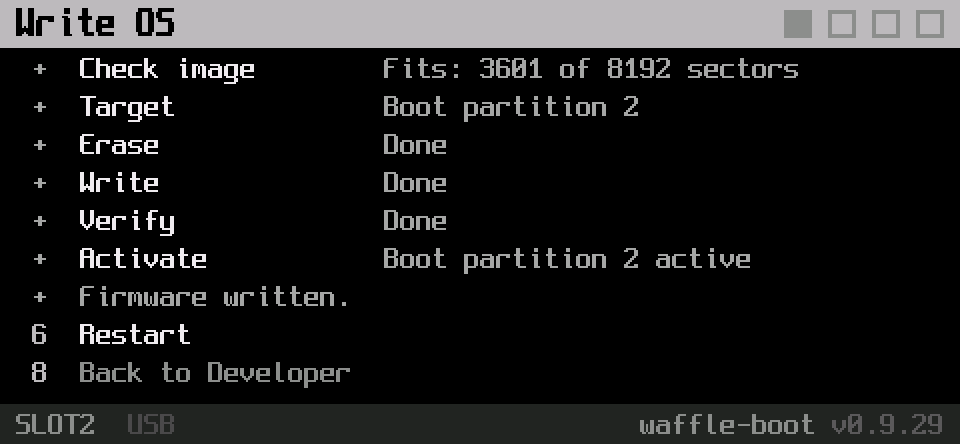 Write OS
+ Check image Fits: 3601 of 8192 sectors
+ Target Boot partition 2
+ Erase Done
+ Write Done
+ Verify Done
+ Activate Boot partition 2 active
+ Firmware written.
6 Restart
8 Back to Developer
SLOT2 USB waffle-boot v0.9.29